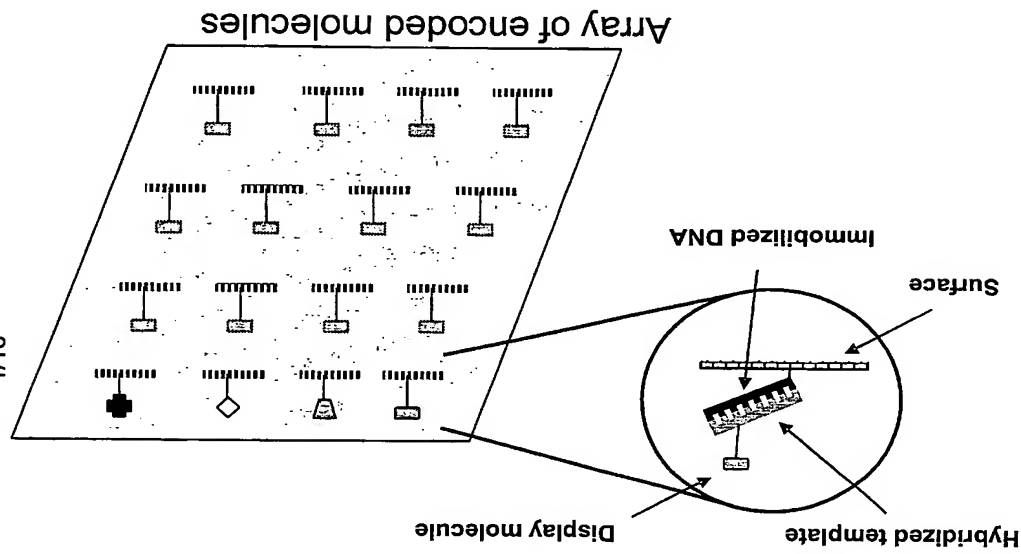 Hybridized template
Display molecule
Surface
Immobilized DNA
Array of encoded molecules